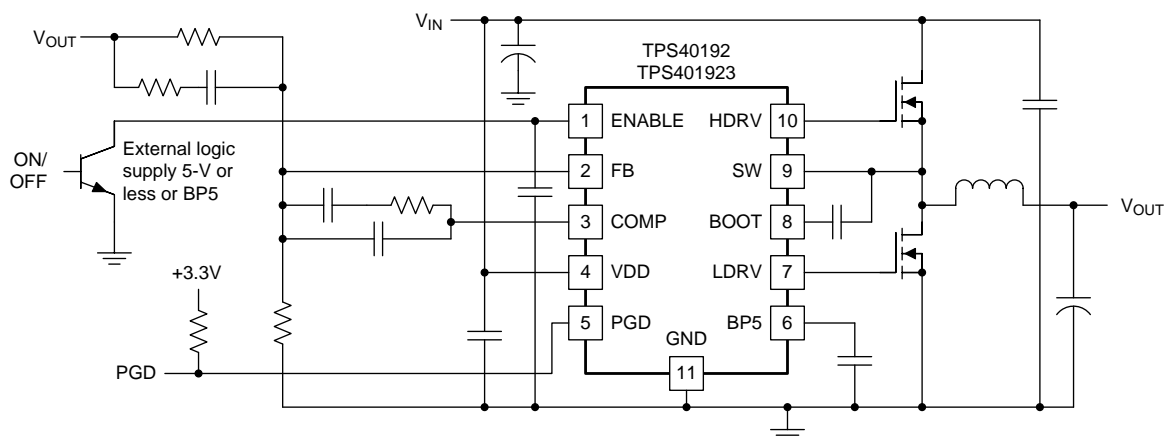 VIN
VOUT
TPS40192
TPS401923
1 ENABLE HDRV 10
ON/
OFF
External logic
supply 5-V or
less or BP5
2 FB SW 9
3 COMP BOOT 8
VOUT
4 VDD LDRV 7
+3.3V
5 PGD BP5 6
GND
11
PGD